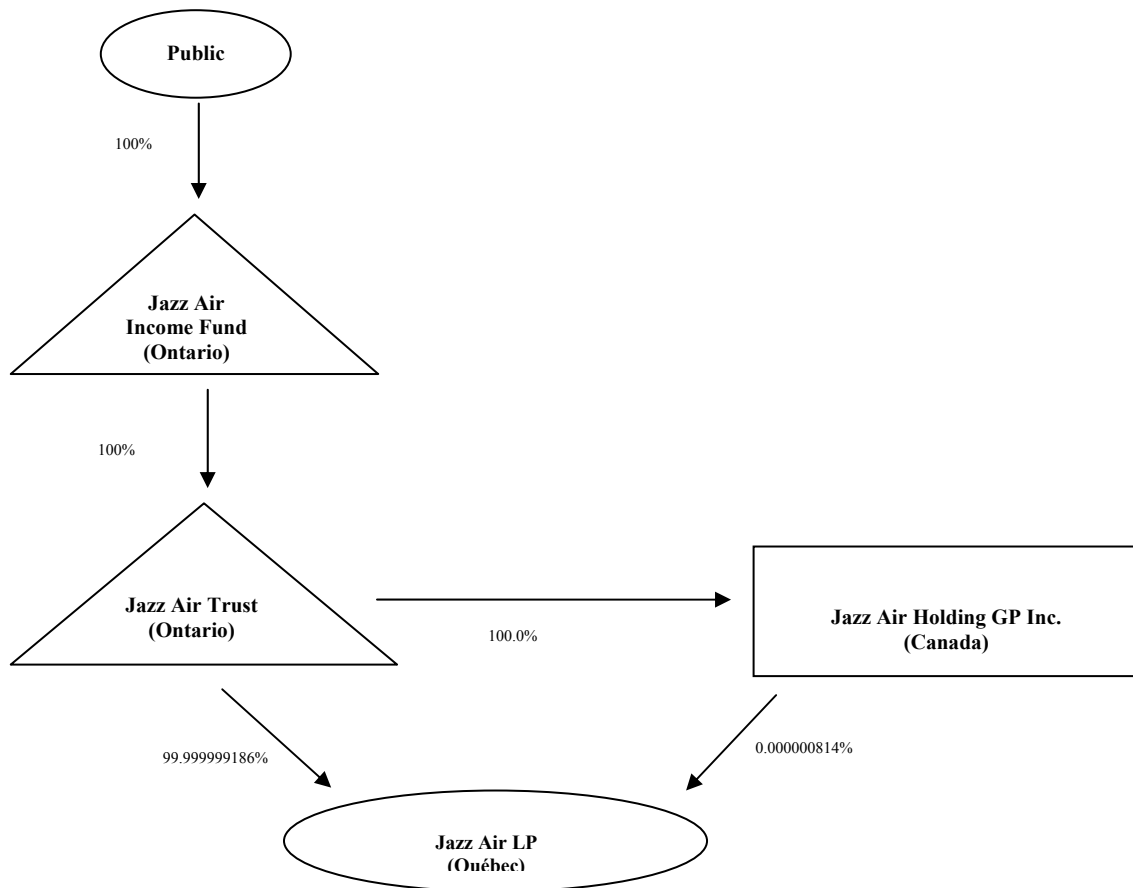 Public
100%
Jazz Air
Income Fund
(Ontario)
100%
Jazz Air Trust
(Ontario)
100.0%
Jazz Air Holding GP Inc.
(Canada)
99.999999186%
0.000000814%
Jazz Air LP
(Québec)